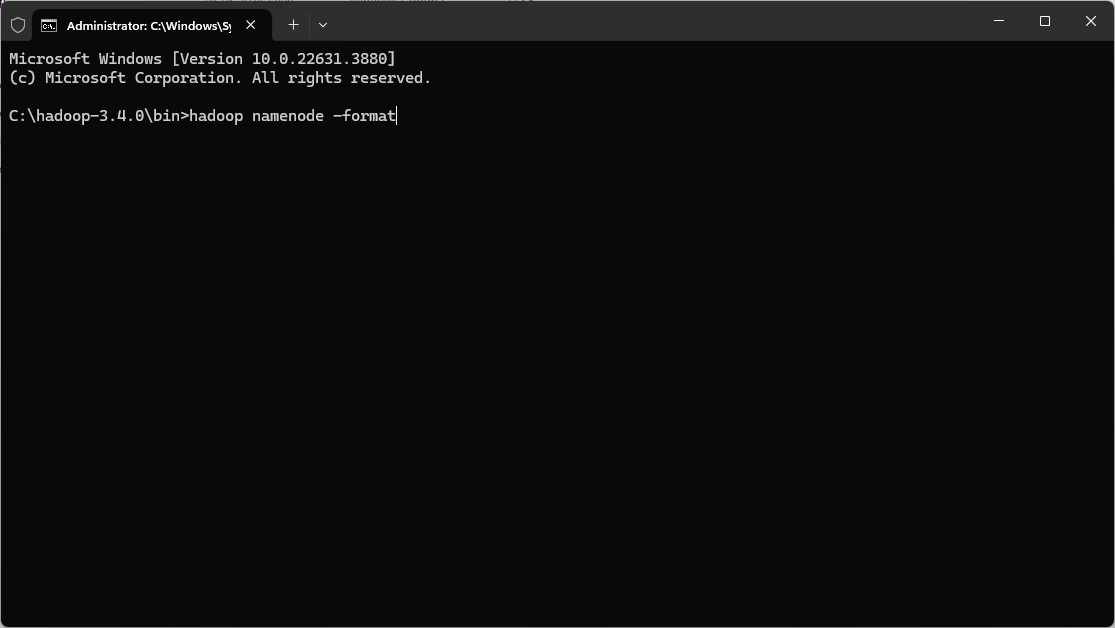 Administrator: C:\Windows\Sy
Microsoft Windows [Version 10.0.22631.3880]
(c) Microsoft Corporation. All rights reserved.
C:\hadoop-3.4.0\bin>hadoop namenode -format